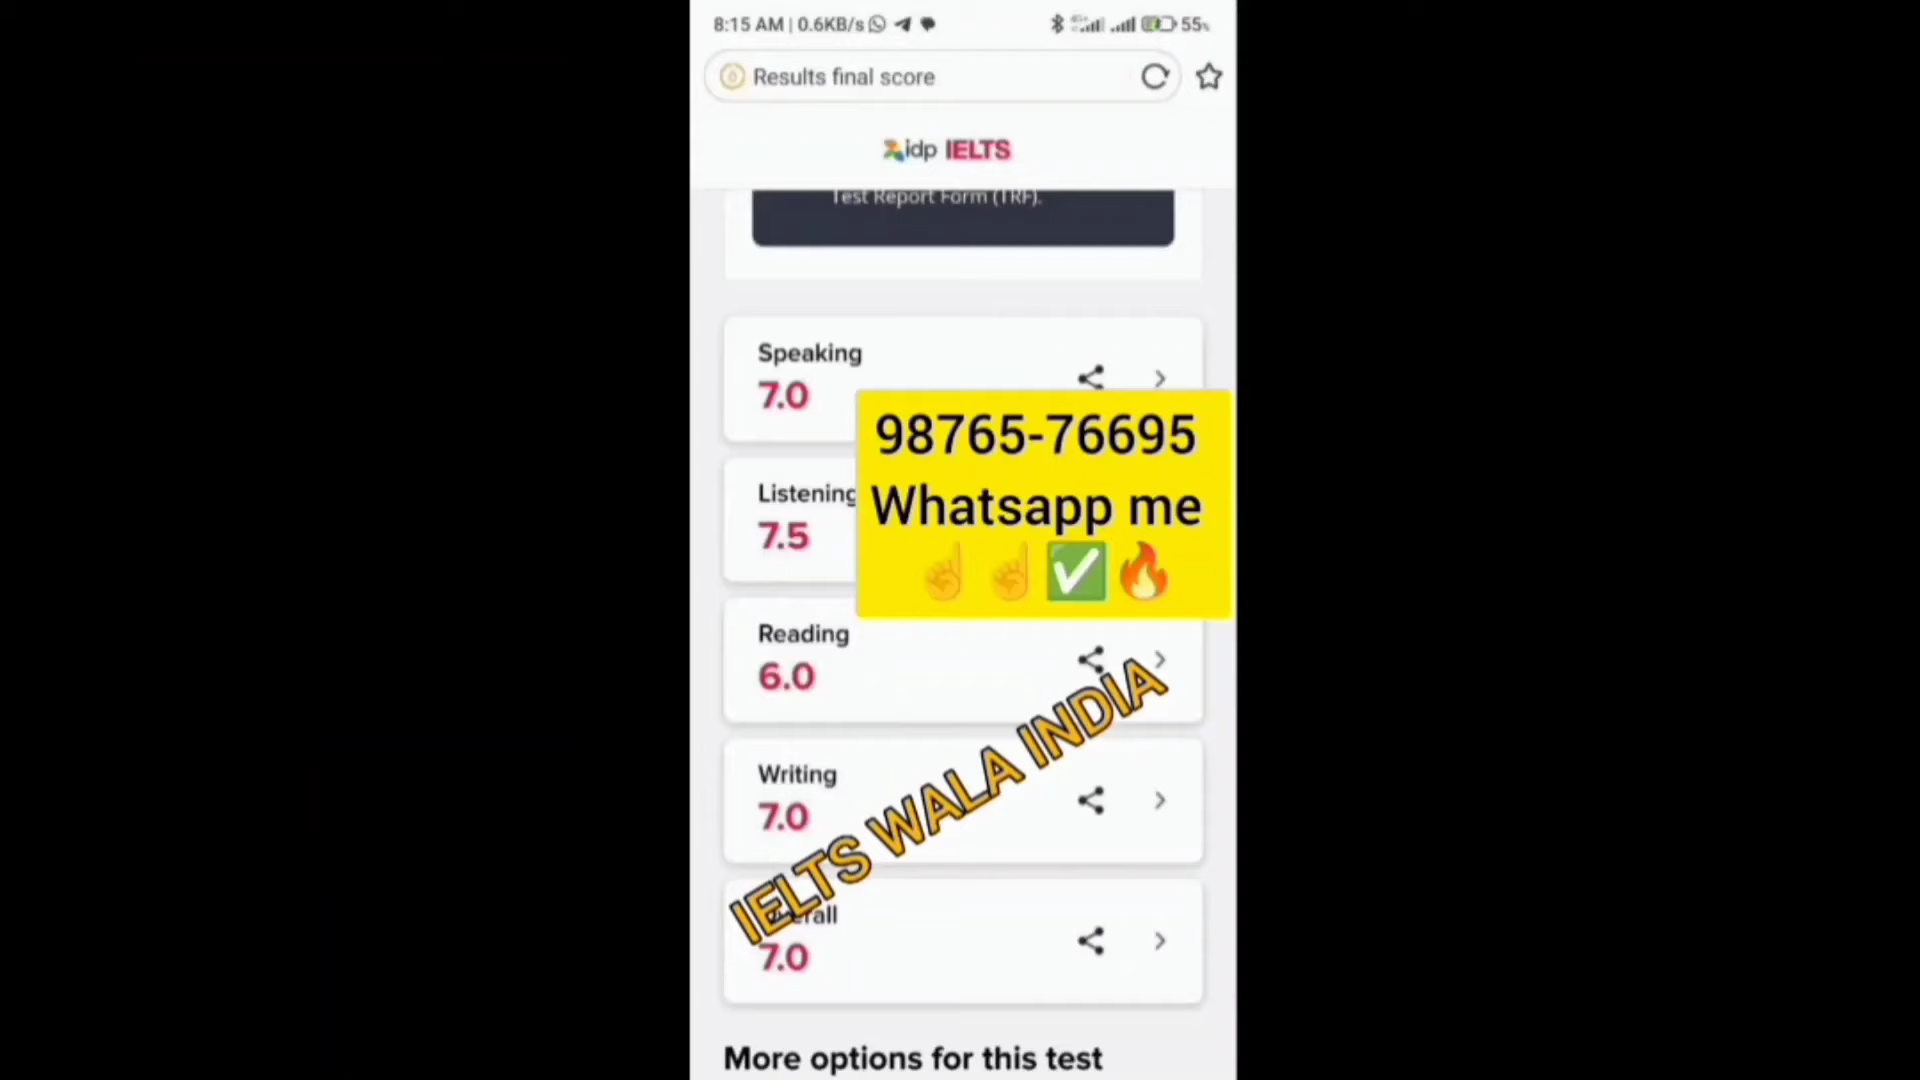 8:15 AM | 0.6KB/s
55%
Results final score
idp IELTS
Test Report Form (TRF).
Speaking
7.0
98765-76695
Whatsapp me
☝️☝️✅🔥
Listening
7.5
Reading
6.0
IELTS WALA INDIA
Writing
7.0
Overall
7.0
More options for this test